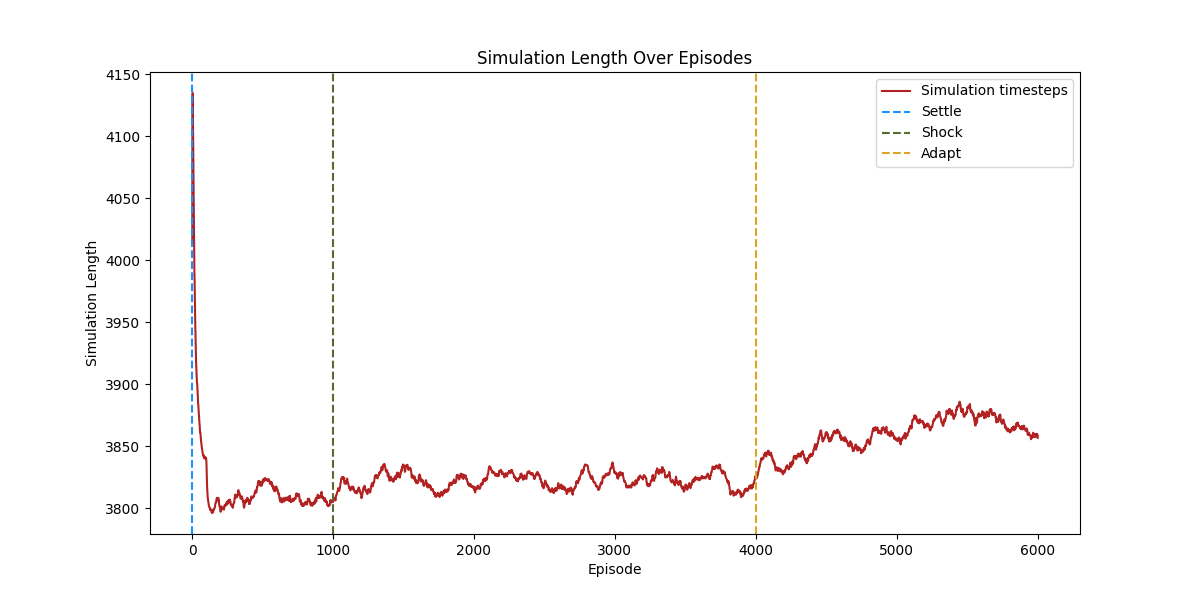 Simulation Length Over Episodes
Simulation Length
4150
4100
4050
4000
3950
3900
3850
3800
Simulation timesteps
Settle
Shock
Adapt
0 1000 2000 3000 4000 5000 6000
Episode